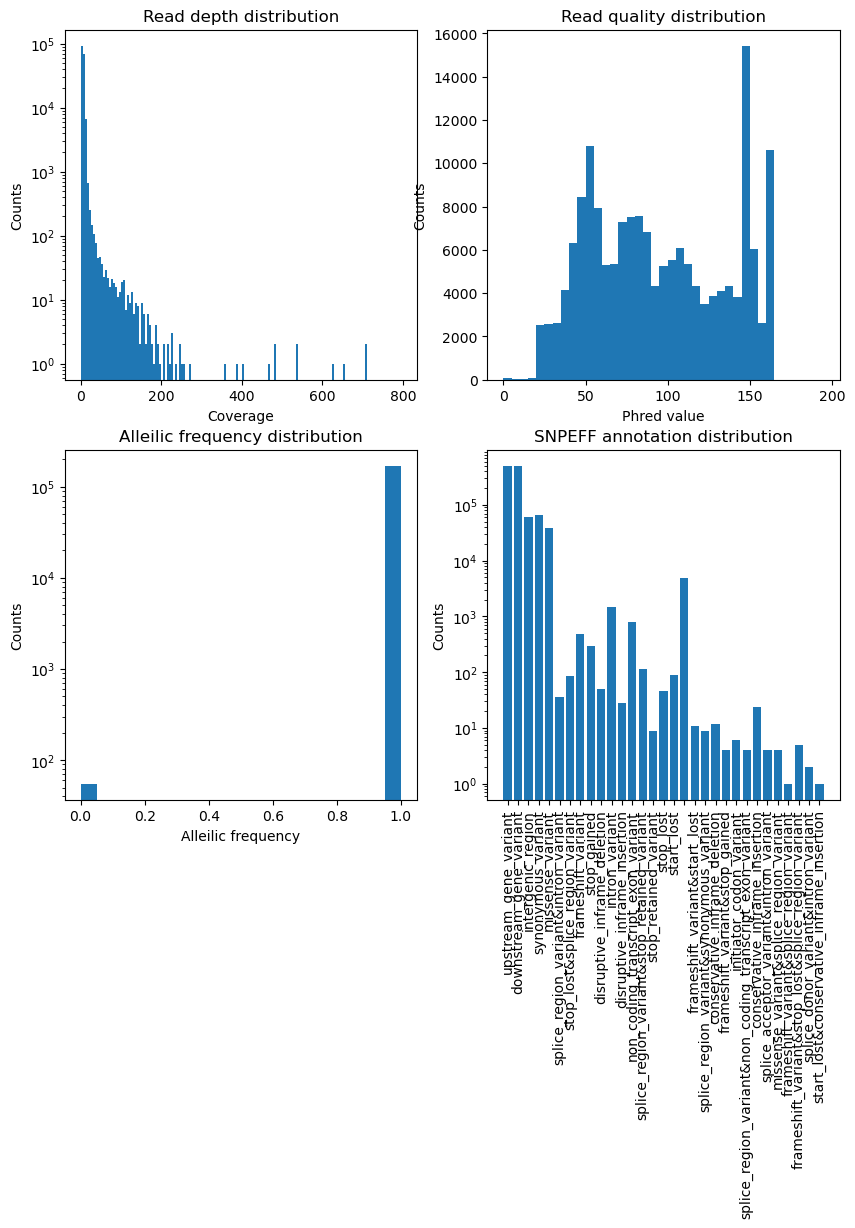 Read depth distribution
10^5
10^4
10^3
10^2
10^1
10^0
Counts
0 200 400 600 800
Coverage
Read quality distribution
16000
14000
12000
10000
8000
6000
4000
2000
0
Counts
0 50 100 150 200
Phred value
Alleilic frequency distribution
10^5
10^4
10^3
10^2
Counts
0.0 0.2 0.4 0.6 0.8 1.0
Alleilic frequency
SNPEFF annotation distribution
10^5
10^4
10^3
10^2
10^1
10^0
Counts
upstream_gene_variant
downstream_gene_variant
intergenic_region
synonymous_variant
missense_variant
splice_region_variant&intron_variant
stop_lost&splice_region_variant
frameshift_variant
stop_gained
disruptive_inframe_deletion
intron_variant
disruptive_inframe_insertion
non_coding_transcript_exon_variant
splice_region_variant&stop_retained_variant
stop_retained_variant
stop_lost
start_lost
frameshift_variant&start_lost
splice_region_variant&synonymous_variant
conservative_inframe_deletion
frameshift_variant&stop_gained
initiator_codon_variant
splice_region_variant&non_coding_transcript_exon_variant
conservative_inframe_insertion
splice_acceptor_variant&intron_variant
missense_variant&splice_region_variant
frameshift_variant&splice_region_variant
frameshift_variant&stop_lost&splice_region_variant
splice_donor_variant&intron_variant
start_lost&conservative_inframe_insertion